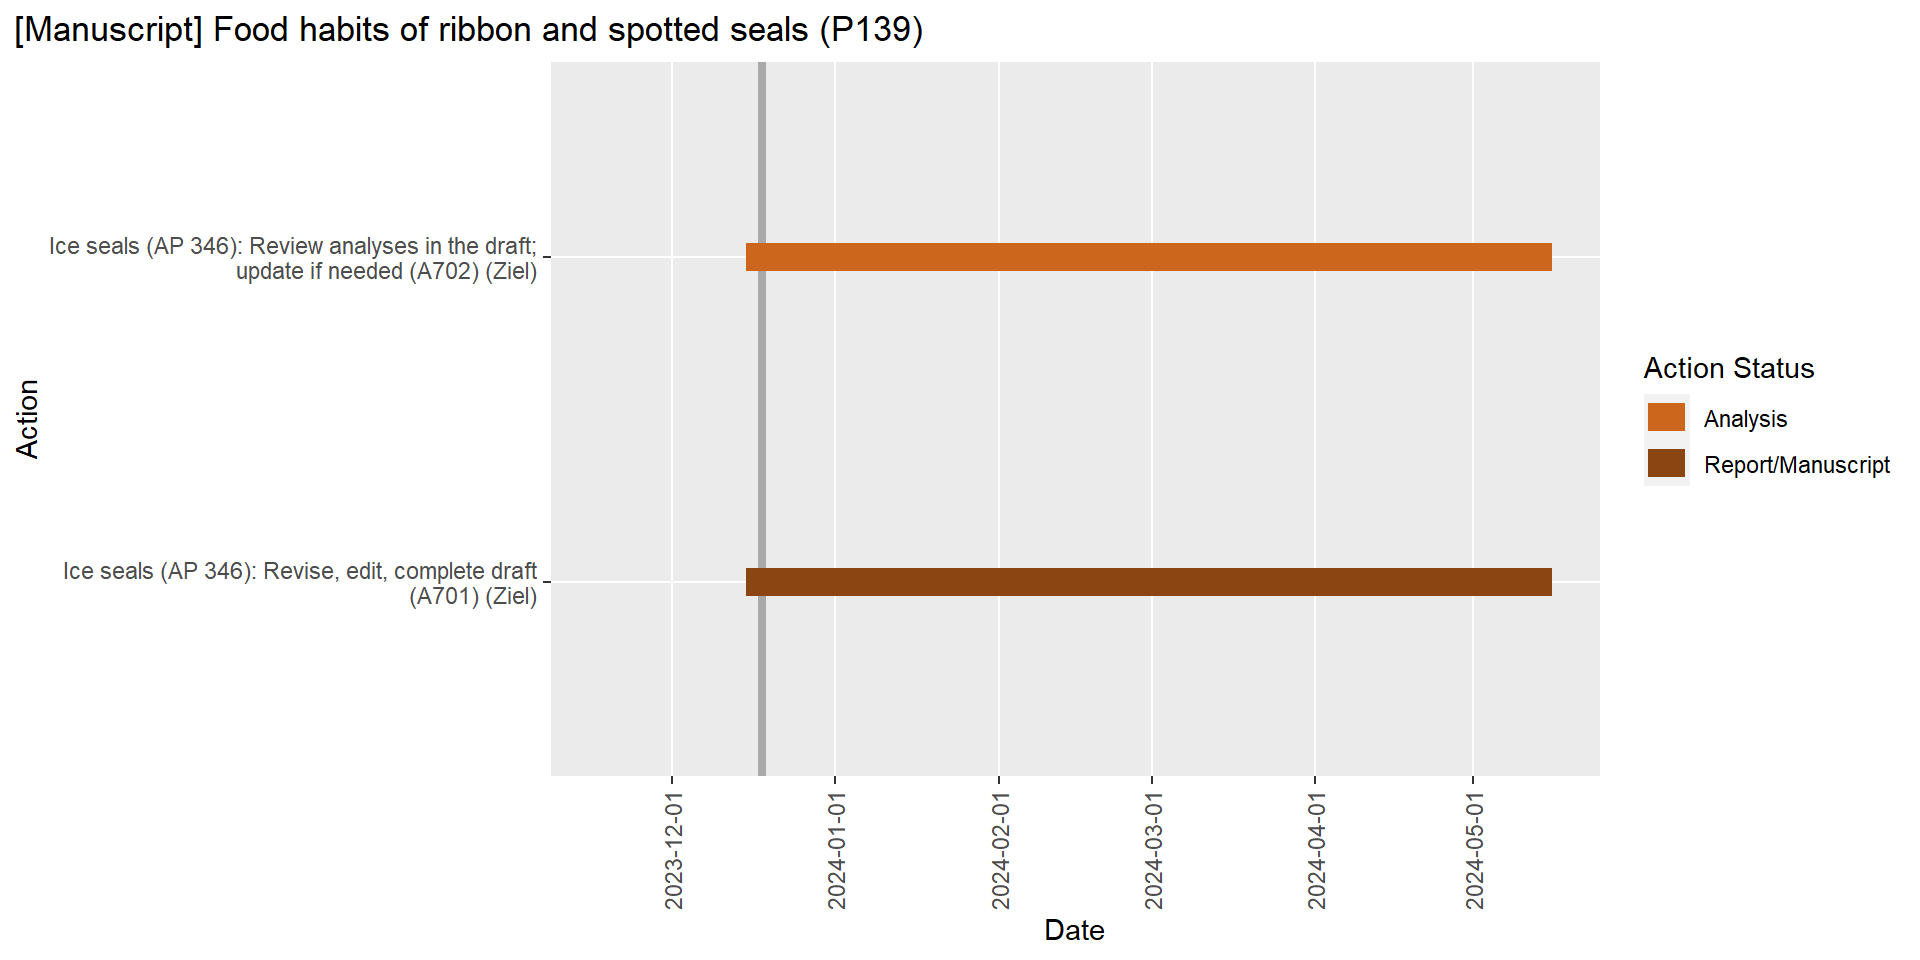 [Manuscript] Food habits of ribbon and spotted seals (P139)
Ice seals (AP 346): Review analyses in the draft;
update if needed (A702) (Ziel)
Ice seals (AP 346): Revise, edit, complete draft
(A701) (Ziel)
Action
2023-12-01
2024-01-01
2024-02-01
2024-03-01
2024-04-01
2024-05-01
Date
Action Status
Analysis
Report/Manuscript